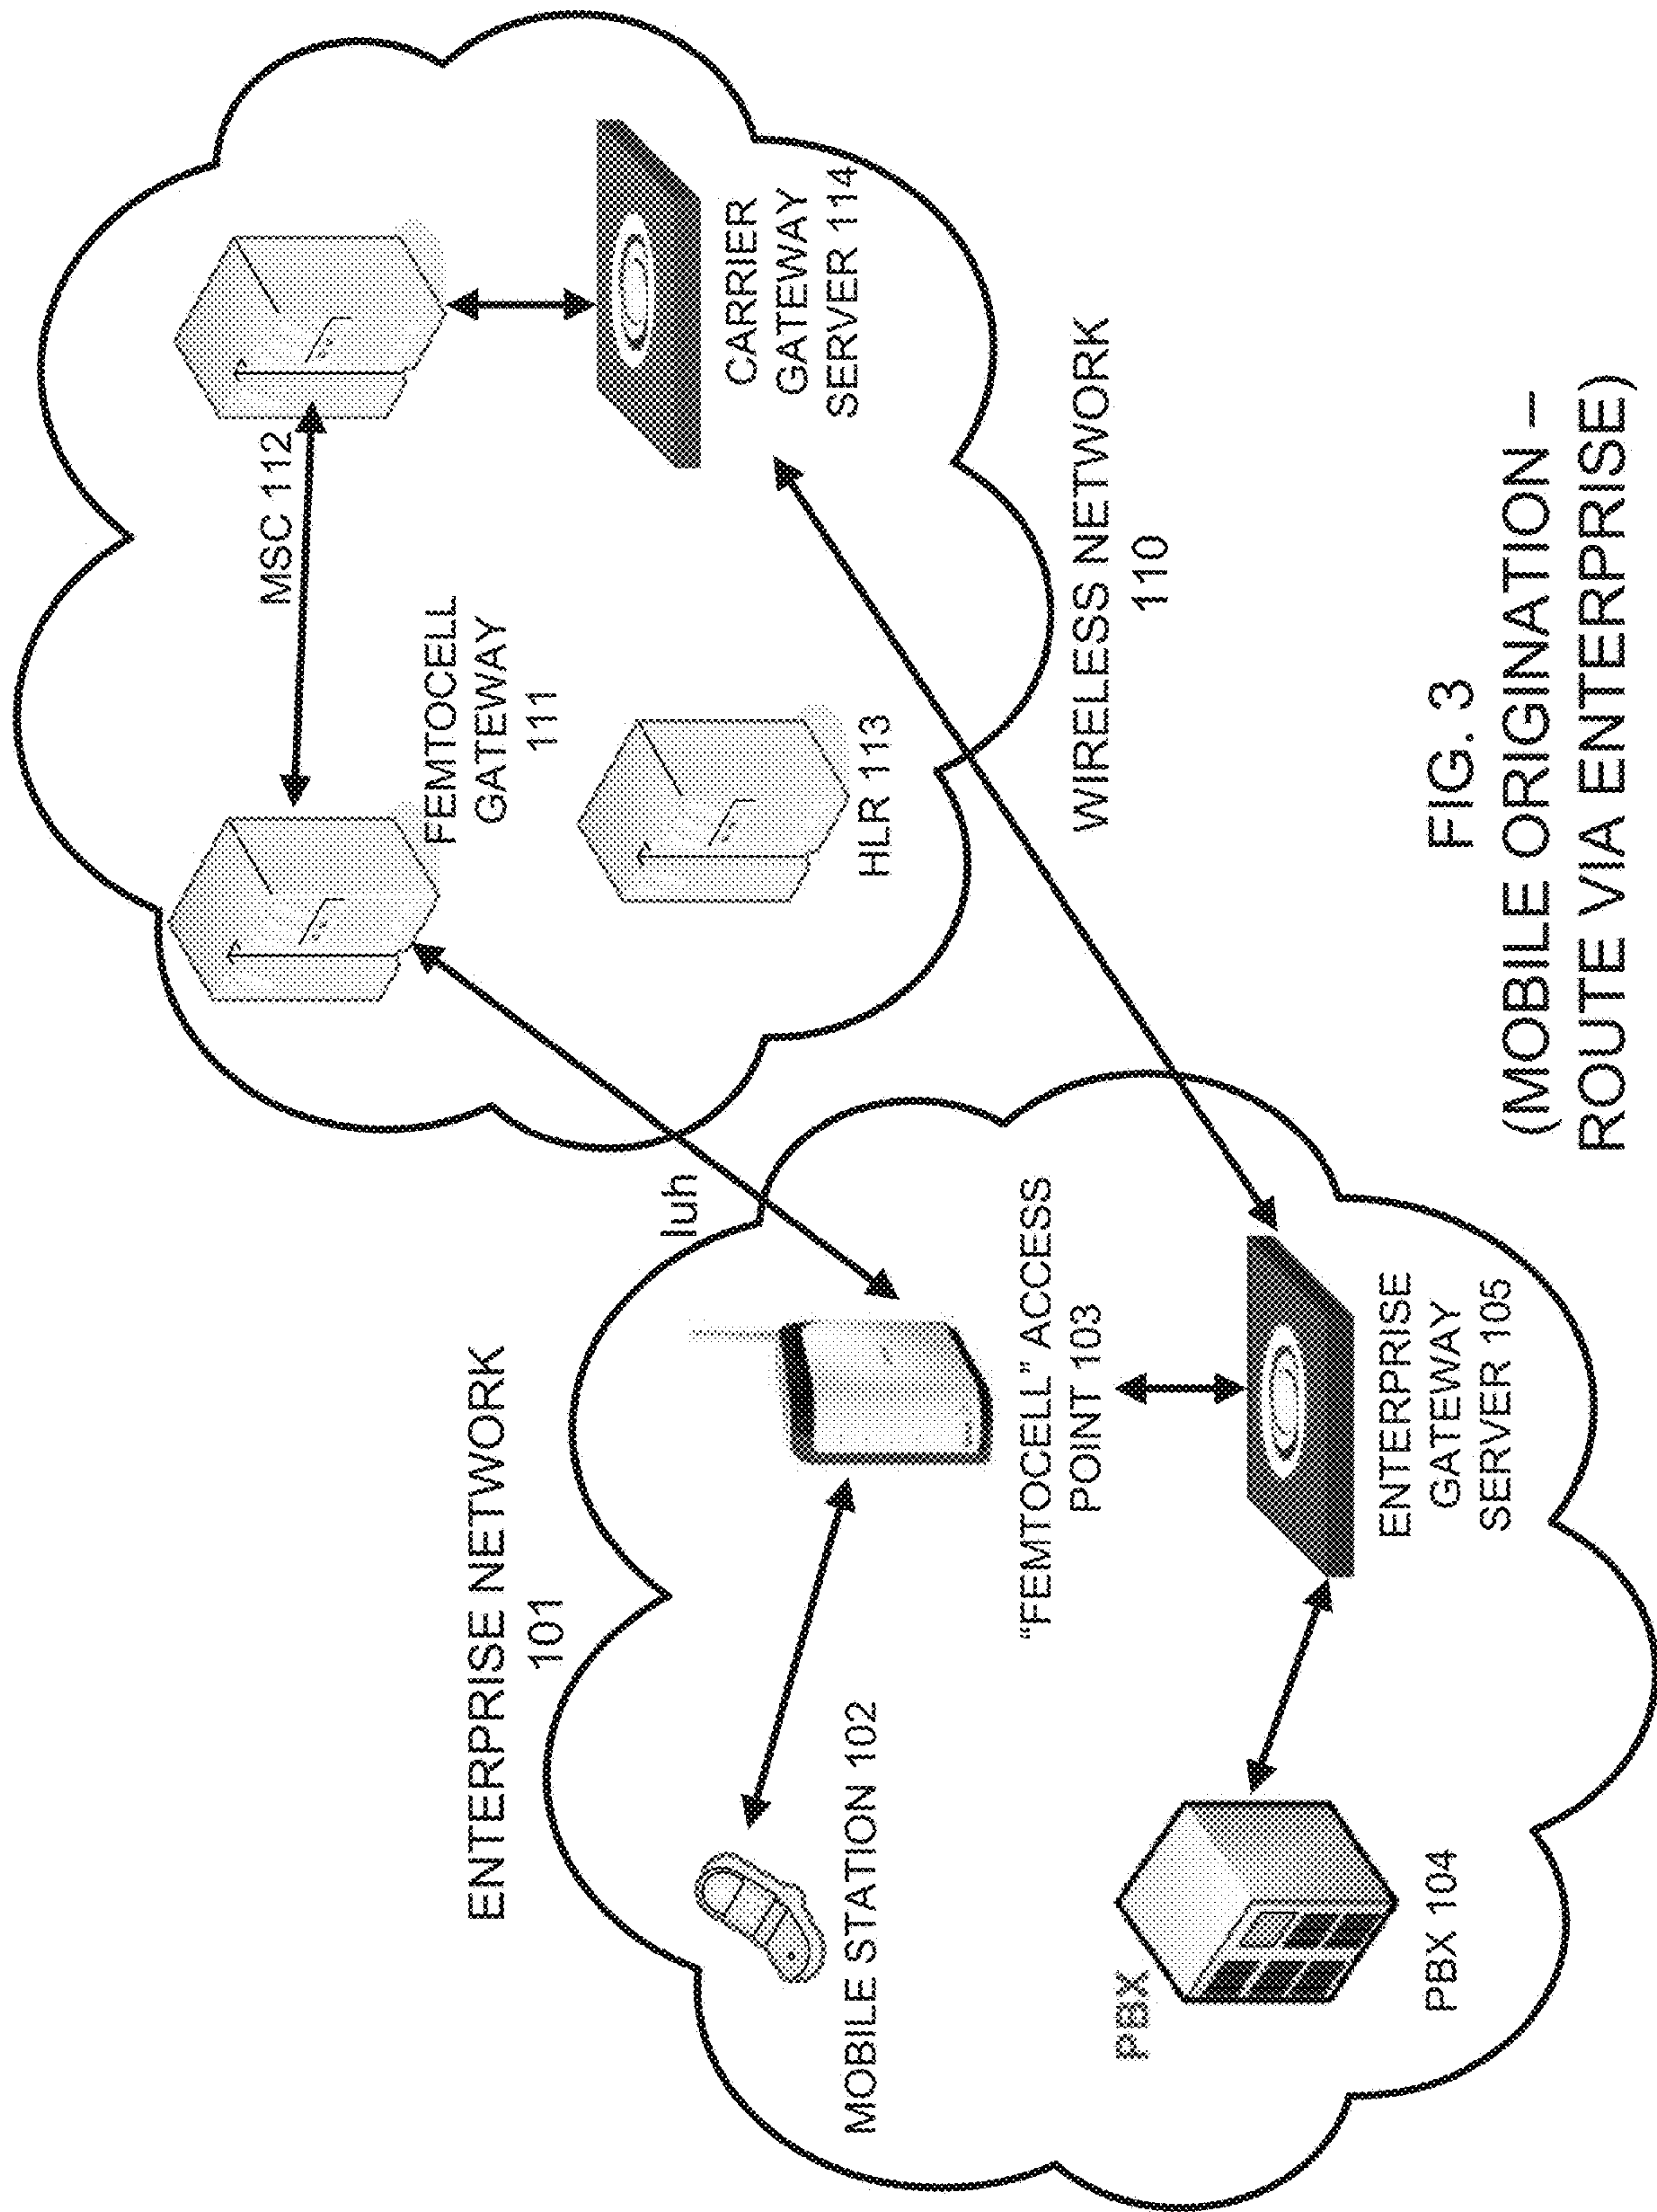 ENTERPRISE NETWORK
101
MOBILE STATION 102
Iuh
"FEMTOCELL" ACCESS
POINT 103
PBX
PBX 104
ENTERPRISE
GATEWAY
SERVER 105
MSC 112
FEMTOCELL
GATEWAY
111
HLR 113
CARRIER
GATEWAY
SERVER 114
WIRELESS NETWORK
110
FIG. 3
(MOBILE ORIGINATION –
ROUTE VIA ENTERPRISE)